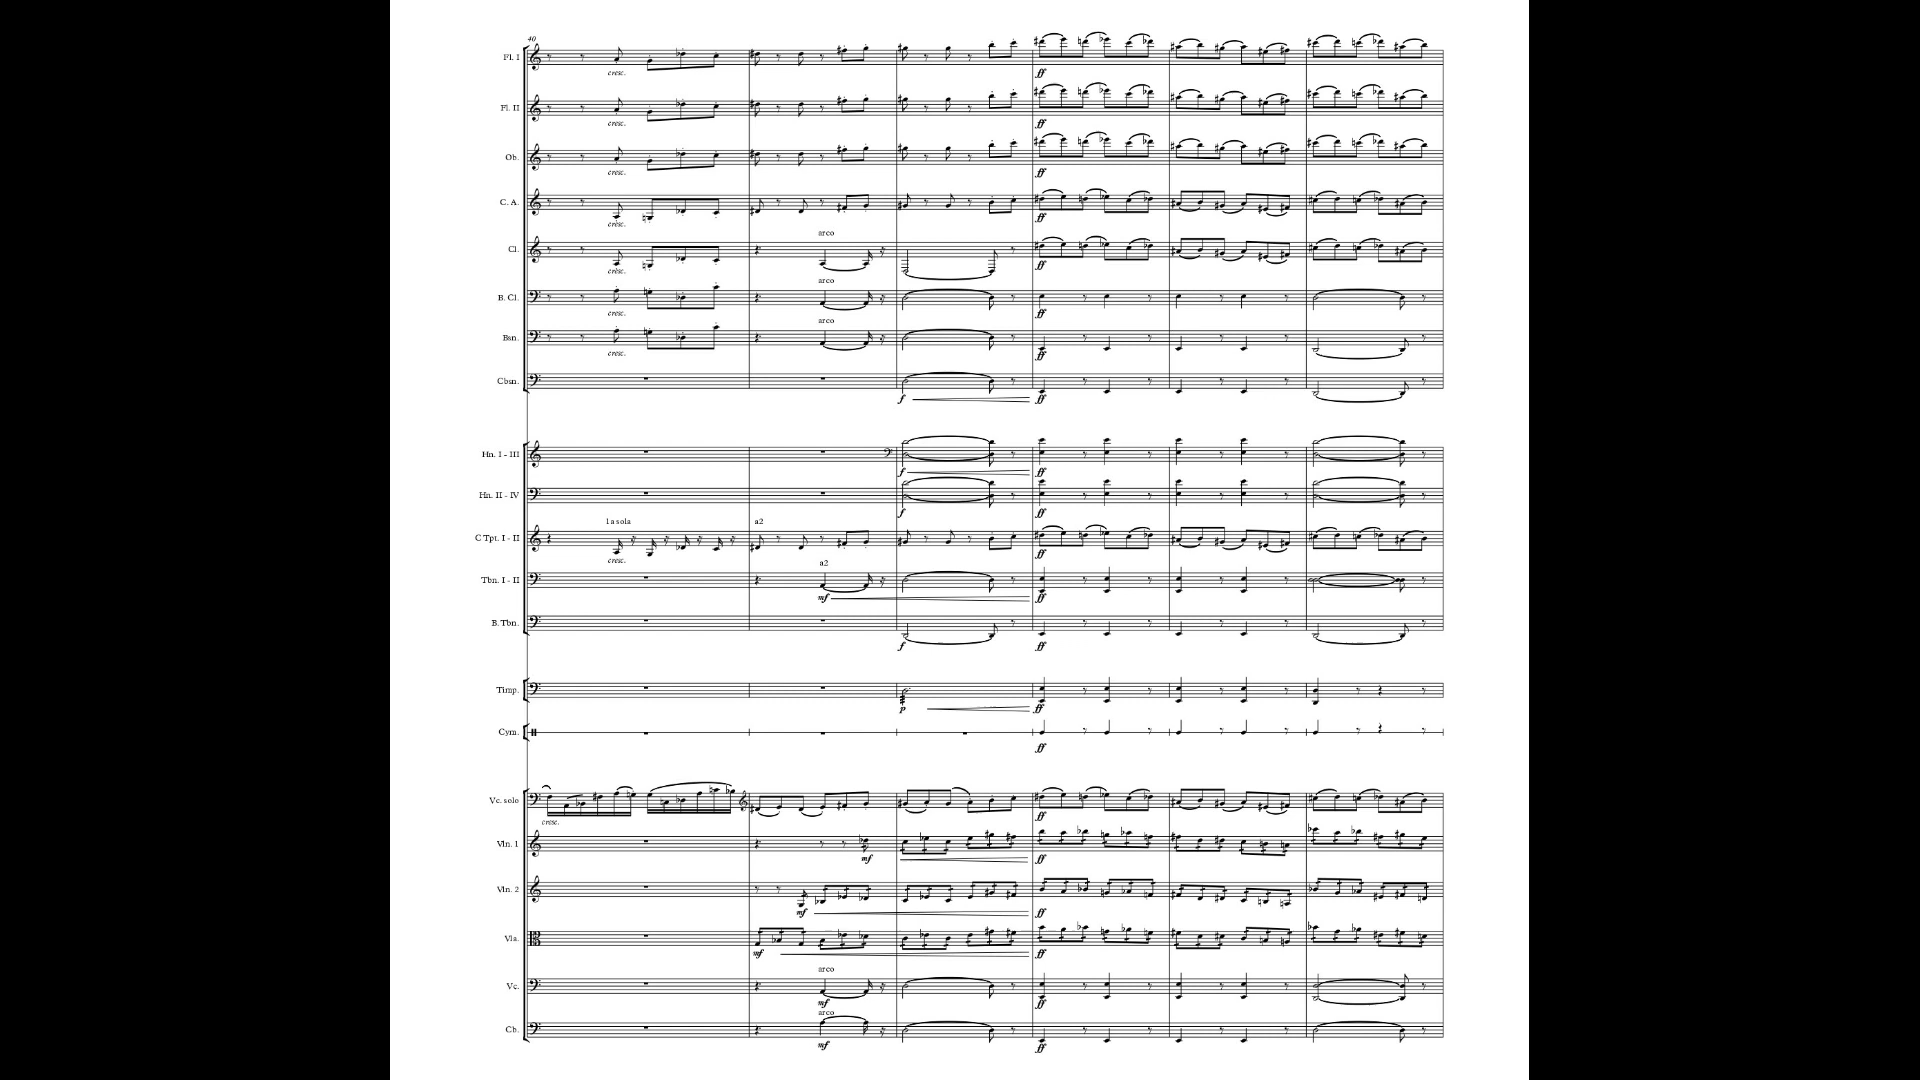 40
Fl. I
cresc.
ff
Fl. II
cresc.
ff
Ob.
cresc.
ff
C. A.
cresc.
ff
arco
Cl.
cresc.
ff
arco
B. Cl.
cresc.
ff
arco
Bsn.
cresc.
ff
Cbsn.
f
ff
Hn. I - III
f
ff
Hn. II - IV
f
ff
1a sola
a2
C Tpt. I - II
cresc.
ff
a2
Tbn. I - II
mf
ff
B. Tbn.
f
ff
Timp.
p
ff
Cym.
ff
Vc. solo
cresc.
ff
Vln. 1
mf
ff
Vln. 2
mf
ff
Vla.
mf
ff
arco
Vc.
mf
ff
arco
Cb.
mf
ff